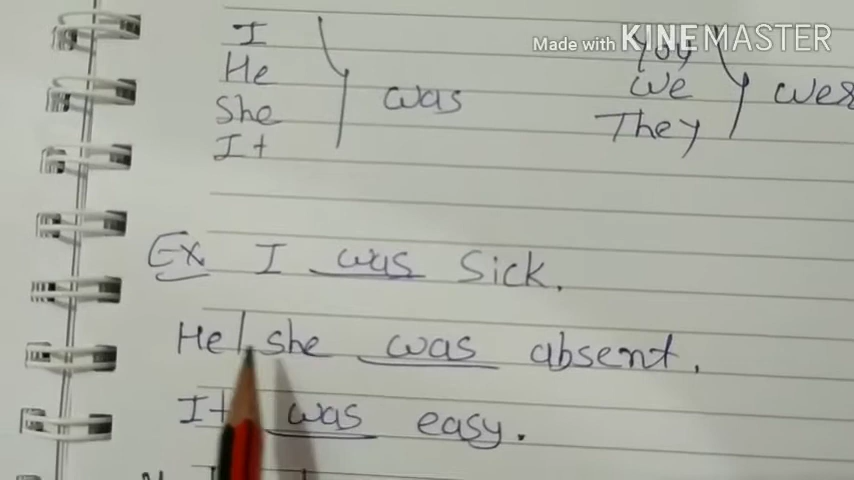 Made with KINEMASTER
I You
He We
was
She They
It
Ex I was sick.
He/she was absent.
It was easy.